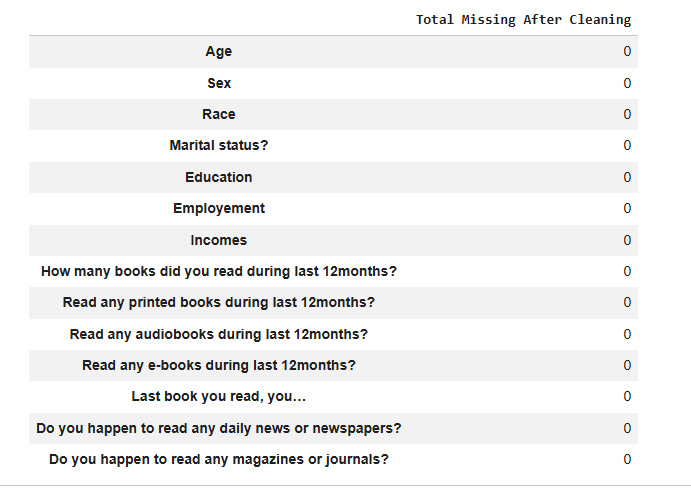 Total Missing After Cleaning
Age 0
Sex 0
Race 0
Marital status? 0
Education 0
Employement 0
Incomes 0
How many books did you read during last 12months? 0
Read any printed books during last 12months? 0
Read any audiobooks during last 12months? 0
Read any e-books during last 12months? 0
Last book you read, you… 0
Do you happen to read any daily news or newspapers? 0
Do you happen to read any magazines or journals? 0